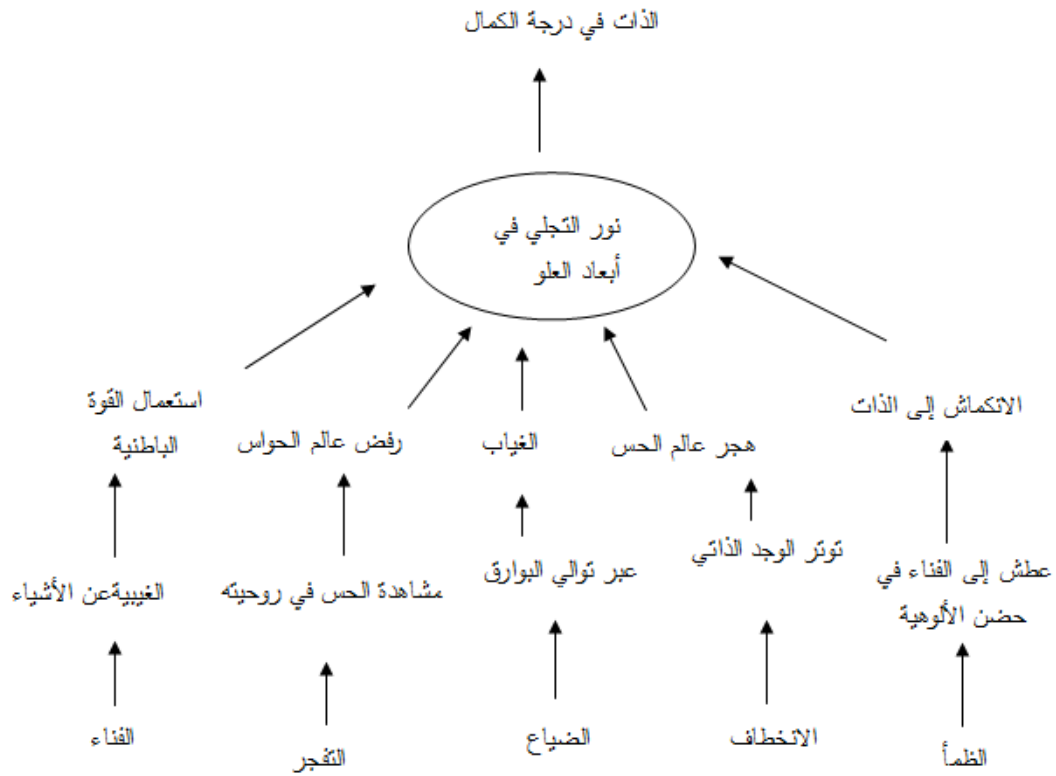 الذات في درجة الكمال
نور التجلي في
أبعاد العلو
الانكماش إلى الذات
هجر عالم الحس
الغياب
رفض عالم الحواس
استعمال القوة
الباطنية
عطش إلى الفناء في
حضن الألوهية
توتر الوجد الذاتي
عبر توالي البوارق
مشاهدة الحس في روحيته
الغيبيةعن الأشياء
الظمأ
الانخطاف
الضياع
التفجر
الفناء